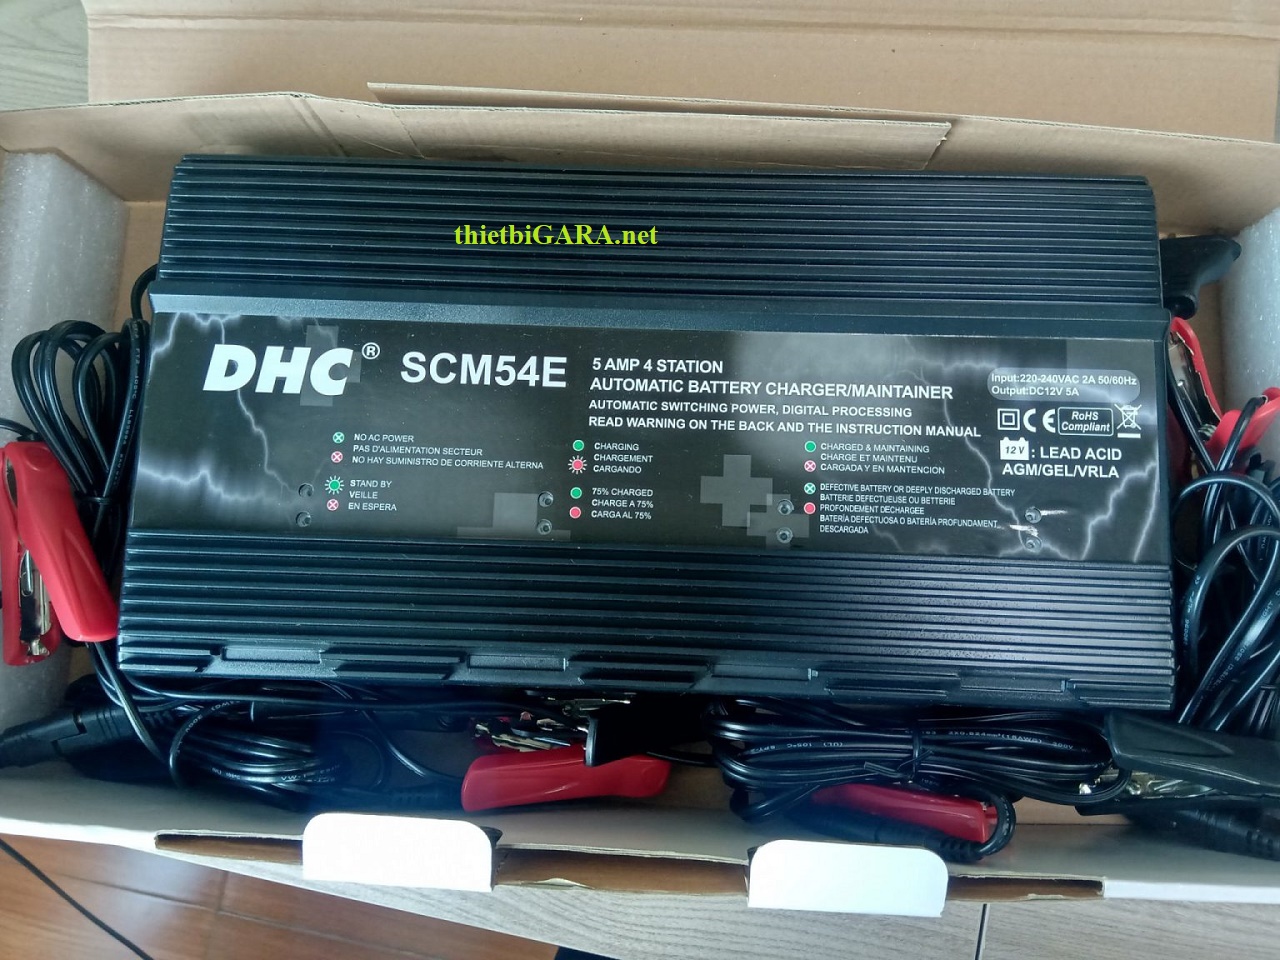 thietbiGARA.net
DHC® SCM54E
5 AMP 4 STATION
AUTOMATIC BATTERY CHARGER/MAINTAINER
AUTOMATIC SWITCHING POWER, DIGITAL PROCESSING
READ WARNING ON THE BACK AND THE INSTRUCTION MANUAL
Input:220-240VAC 2A 50/60Hz
Output:DC12V 5A
CE
RoHS
Compliant
12V : LEAD ACID
AGM/GEL/VRLA
NO AC POWER
PAS D'ALIMENTATION SECTEUR
NO HAY SUMINISTRO DE CORRIENTE ALTERNA
STAND BY
VEILLE
EN ESPERA
CHARGING
CHARGEMENT
CARGANDO
75% CHARGED
CHARGE A 75%
CARGA AL 75%
CHARGED & MAINTAINING
CHARGE ET MAINTENU
CARGADA Y EN MANTENCION
DEFECTIVE BATTERY OR DEEPLY DISCHARGED BATTERY
BATTERIE DEFECTUEUSE OU BETTERIE
PROFONDEMENT DECHARGEE
BATERÍA DEFECTUOSA O BATERÍA PROFUNDAMENT
DESCARGADA